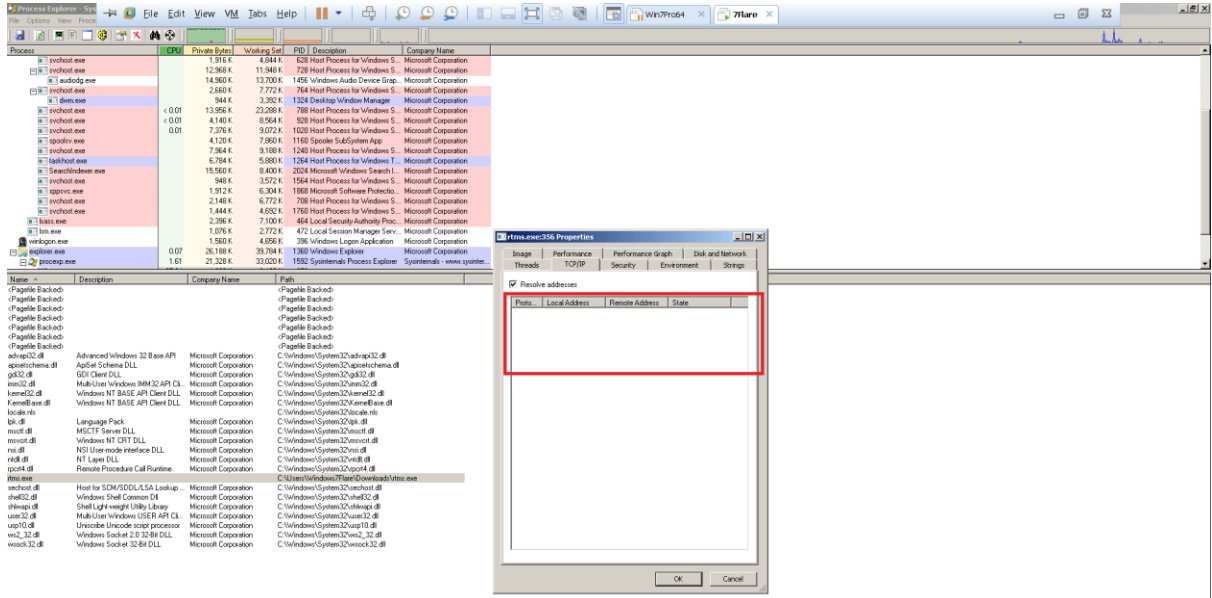 Process Explorer - Sys
File Edit View VM Tabs Help
Win7Pro64 ×
7Flare ×
File Options View Proce
Process CPU Private Bytes Working Set PID Description Company Name
svchost.exe 1,916 K 4,844 K 628 Host Process for Windows S... Microsoft Corporation
svchost.exe 12,968 K 11,948 K 728 Host Process for Windows S... Microsoft Corporation
audiodg.exe 14,960 K 13,700 K 1456 Windows Audio Device Grap... Microsoft Corporation
svchost.exe 2,660 K 7,772 K 764 Host Process for Windows S... Microsoft Corporation
dwm.exe 944 K 3,392 K 1324 Desktop Window Manager Microsoft Corporation
svchost.exe < 0.01 13,956 K 23,288 K 788 Host Process for Windows S... Microsoft Corporation
svchost.exe < 0.01 4,140 K 8,564 K 928 Host Process for Windows S... Microsoft Corporation
svchost.exe 0.01 7,376 K 9,072 K 1020 Host Process for Windows S... Microsoft Corporation
spoolsv.exe 4,120 K 7,860 K 1160 Spooler SubSystem App Microsoft Corporation
svchost.exe 7,964 K 9,188 K 1240 Host Process for Windows S... Microsoft Corporation
taskhost.exe 6,784 K 5,880 K 1264 Host Process for Windows T... Microsoft Corporation
SearchIndexer.exe 15,560 K 8,400 K 2024 Microsoft Windows Search I... Microsoft Corporation
svchost.exe 948 K 3,572 K 1564 Host Process for Windows S... Microsoft Corporation
sppsvc.exe 1,912 K 6,304 K 1868 Microsoft Software Protectio... Microsoft Corporation
svchost.exe 2,148 K 6,772 K 708 Host Process for Windows S... Microsoft Corporation
svchost.exe 1,444 K 4,692 K 1760 Host Process for Windows S... Microsoft Corporation
lsass.exe 2,396 K 7,100 K 464 Local Security Authority Proc... Microsoft Corporation
lsm.exe 1,076 K 2,772 K 472 Local Session Manager Serv... Microsoft Corporation
winlogon.exe 1,560 K 4,656 K 396 Windows Logon Application Microsoft Corporation
explorer.exe 0.07 26,188 K 39,784 K 1360 Windows Explorer Microsoft Corporation
procexp.exe 1.61 21,328 K 33,020 K 1592 Sysinternals Process Explorer Sysinternals - www.sysinter...
Name Description Company Name Path
<Pagefile Backed> <Pagefile Backed>
<Pagefile Backed> <Pagefile Backed>
<Pagefile Backed> <Pagefile Backed>
<Pagefile Backed> <Pagefile Backed>
<Pagefile Backed> <Pagefile Backed>
<Pagefile Backed> <Pagefile Backed>
<Pagefile Backed> <Pagefile Backed>
advapi32.dll Advanced Windows 32 Base API Microsoft Corporation C:\Windows\System32\advapi32.dll
apisetschema.dll ApiSet Schema DLL Microsoft Corporation C:\Windows\System32\apisetschema.dll
gdi32.dll GDI Client DLL Microsoft Corporation C:\Windows\System32\gdi32.dll
imm32.dll Multi-User Windows IMM32 API Cli... Microsoft Corporation C:\Windows\System32\imm32.dll
kernel32.dll Windows NT BASE API Client DLL Microsoft Corporation C:\Windows\System32\kernel32.dll
KernelBase.dll Windows NT BASE API Client DLL Microsoft Corporation C:\Windows\System32\KernelBase.dll
locale.nls C:\Windows\System32\locale.nls
lpk.dll Language Pack Microsoft Corporation C:\Windows\System32\lpk.dll
msctf.dll MSCTF Server DLL Microsoft Corporation C:\Windows\System32\msctf.dll
msvcrt.dll Windows NT CRT DLL Microsoft Corporation C:\Windows\System32\msvcrt.dll
nsi.dll NSI User-mode interface DLL Microsoft Corporation C:\Windows\System32\nsi.dll
ntdll.dll NT Layer DLL Microsoft Corporation C:\Windows\System32\ntdll.dll
rpcrt4.dll Remote Procedure Call Runtime Microsoft Corporation C:\Windows\System32\rpcrt4.dll
rtms.exe C:\Users\Windows7Flare\Downloads\rtms.exe
sechost.dll Host for SCM/SDDL/LSA Lookup ... Microsoft Corporation C:\Windows\System32\sechost.dll
shell32.dll Windows Shell Common Dll Microsoft Corporation C:\Windows\System32\shell32.dll
shlwapi.dll Shell Light-weight Utility Library Microsoft Corporation C:\Windows\System32\shlwapi.dll
user32.dll Multi-User Windows USER API Cli... Microsoft Corporation C:\Windows\System32\user32.dll
usp10.dll Uniscribe Unicode script processor Microsoft Corporation C:\Windows\System32\usp10.dll
ws2_32.dll Windows Socket 2.0 32-Bit DLL Microsoft Corporation C:\Windows\System32\ws2_32.dll
wsock32.dll Windows Socket 32-Bit DLL Microsoft Corporation C:\Windows\System32\wsock32.dll
rtms.exe:356 Properties
Image Performance Performance Graph Disk and Network
Threads TCP/IP Security Environment Strings
Resolve addresses
Proto... Local Address Remote Address State
OK Cancel